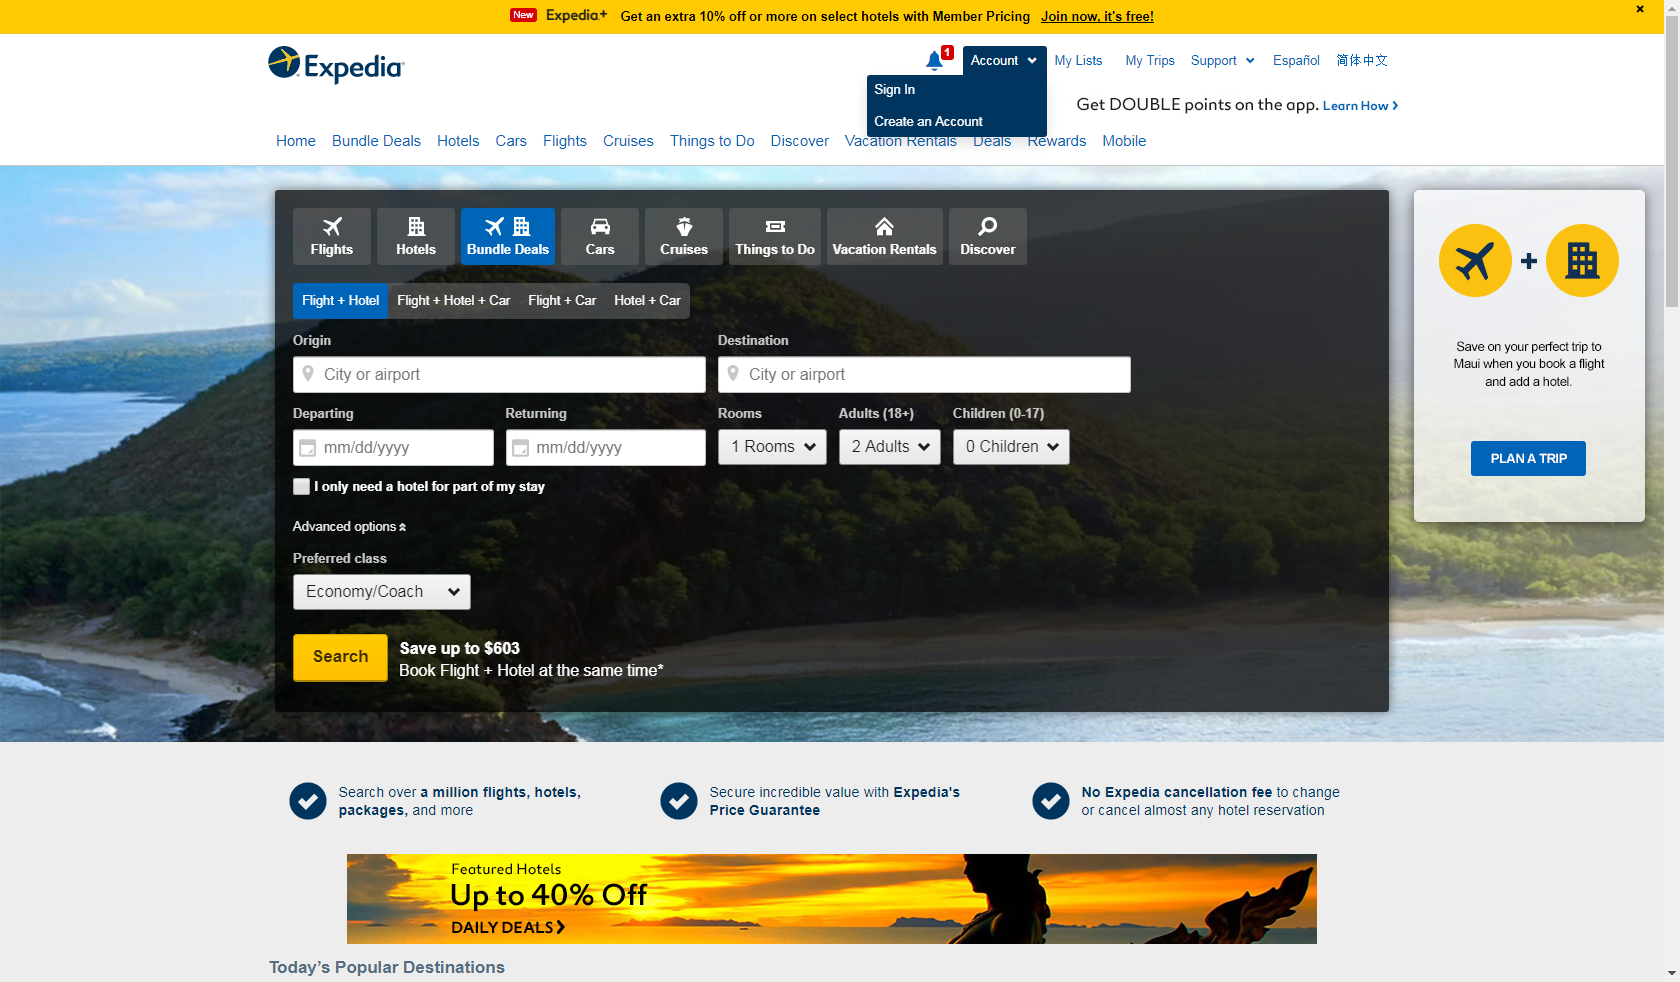 New Expedia+ Get an extra 10% off or more on select hotels with Member Pricing Join now, it's free!
Expedia
1 Account My Lists My Trips Support Español 简体中文
Sign In
Create an Account
Get DOUBLE points on the app. Learn How
Home Bundle Deals Hotels Cars Flights Cruises Things to Do Discover Vacation Rentals Deals Rewards Mobile
Flights Hotels Bundle Deals Cars Cruises Things to Do Vacation Rentals Discover
Flight + Hotel Flight + Hotel + Car Flight + Car Hotel + Car
Origin Destination
City or airport City or airport
Departing Returning Rooms Adults (18+) Children (0-17)
mm/dd/yyyy mm/dd/yyyy 1 Rooms 2 Adults 0 Children
I only need a hotel for part of my stay
Advanced options
Preferred class
Economy/Coach
Search
Save up to $603
Book Flight + Hotel at the same time*
+
Save on your perfect trip to
Maui when you book a flight
and add a hotel.
PLAN A TRIP
Search over a million flights, hotels,
packages, and more
Secure incredible value with Expedia's
Price Guarantee
No Expedia cancellation fee to change
or cancel almost any hotel reservation
Featured Hotels
Up to 40% Off
DAILY DEALS
Today's Popular Destinations